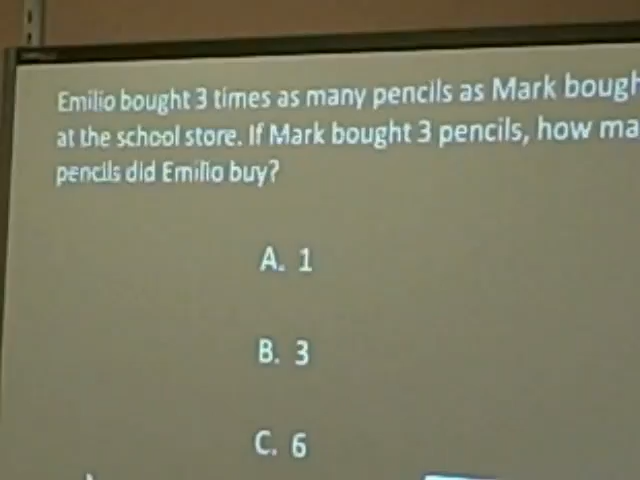 Emilio bought 3 times as many pencils as Mark bough
at the school store. If Mark bought 3 pencils, how ma
pencils did Emilio buy?
A. 1
B. 3
C. 6